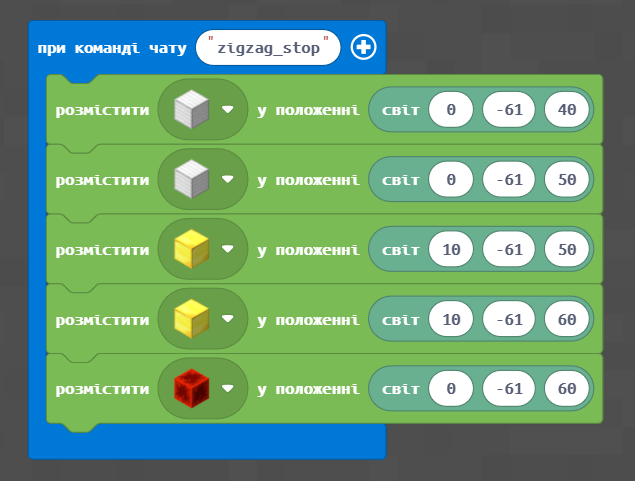 при команді чату "zigzag_stop"
розмістити у положенні світ 0 -61 40
розмістити у положенні світ 0 -61 50
розмістити у положенні світ 10 -61 50
розмістити у положенні світ 10 -61 60
розмістити у положенні світ 0 -61 60